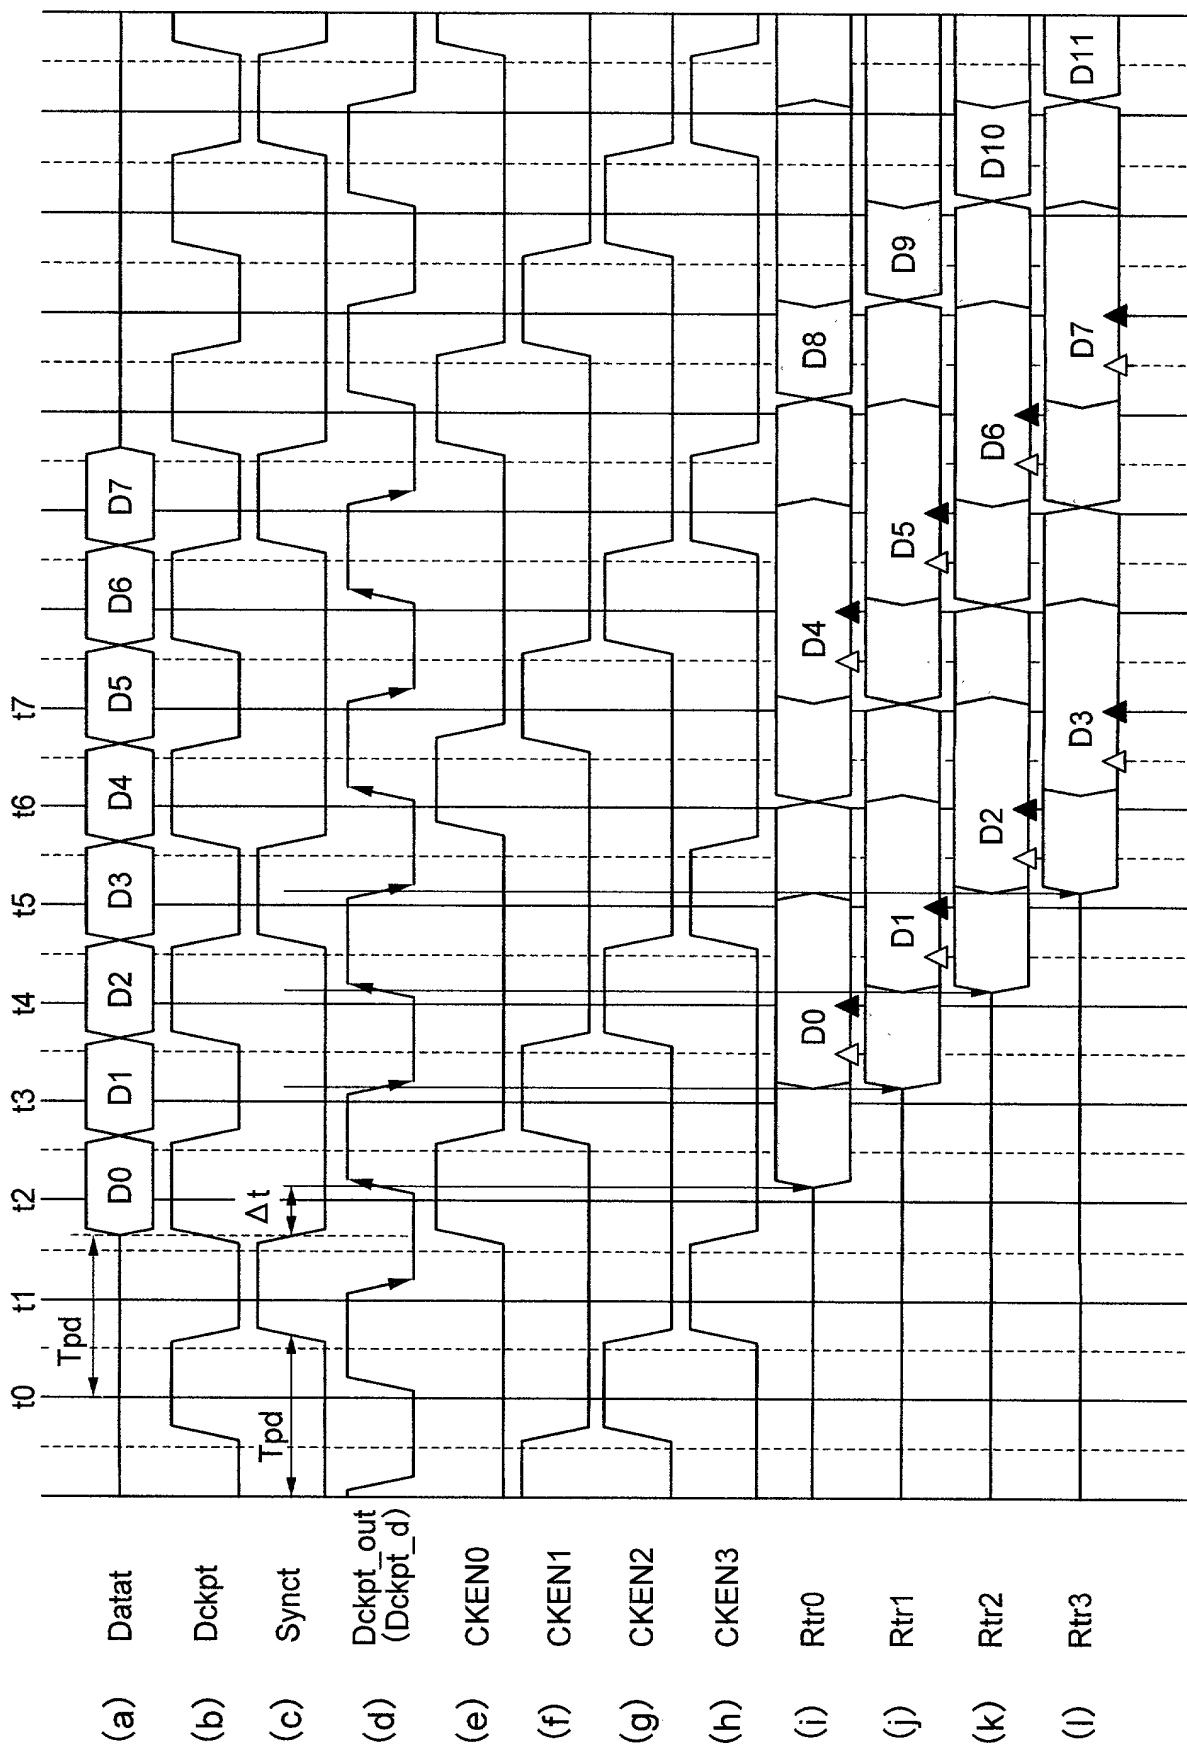 t0 t1 t2 t3 t4 t5 t6 t7
Tpd
(a) Datat D0 D1 D2 D3 D4 D5 D6 D7
(b) Dckpt
Δt
(c) Synct
Tpd
(d) Dckpt_out
(Dckpt_d)
(e) CKEN0
(f) CKEN1
(g) CKEN2
(h) CKEN3
(i) Rtr0 D0 D4 D8
(j) Rtr1 D1 D5 D9
(k) Rtr2 D2 D6 D10
(l) Rtr3 D3 D7 D11